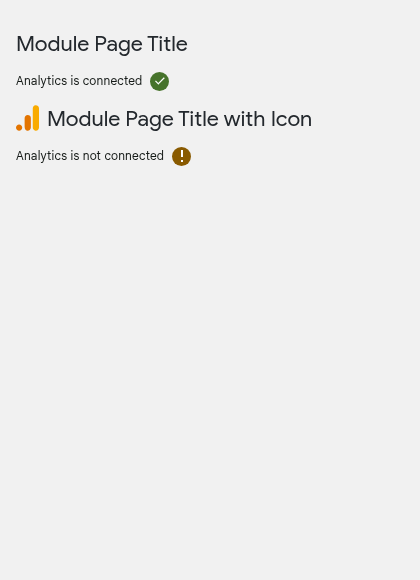 Module Page Title
Analytics is connected
Module Page Title with Icon
Analytics is not connected